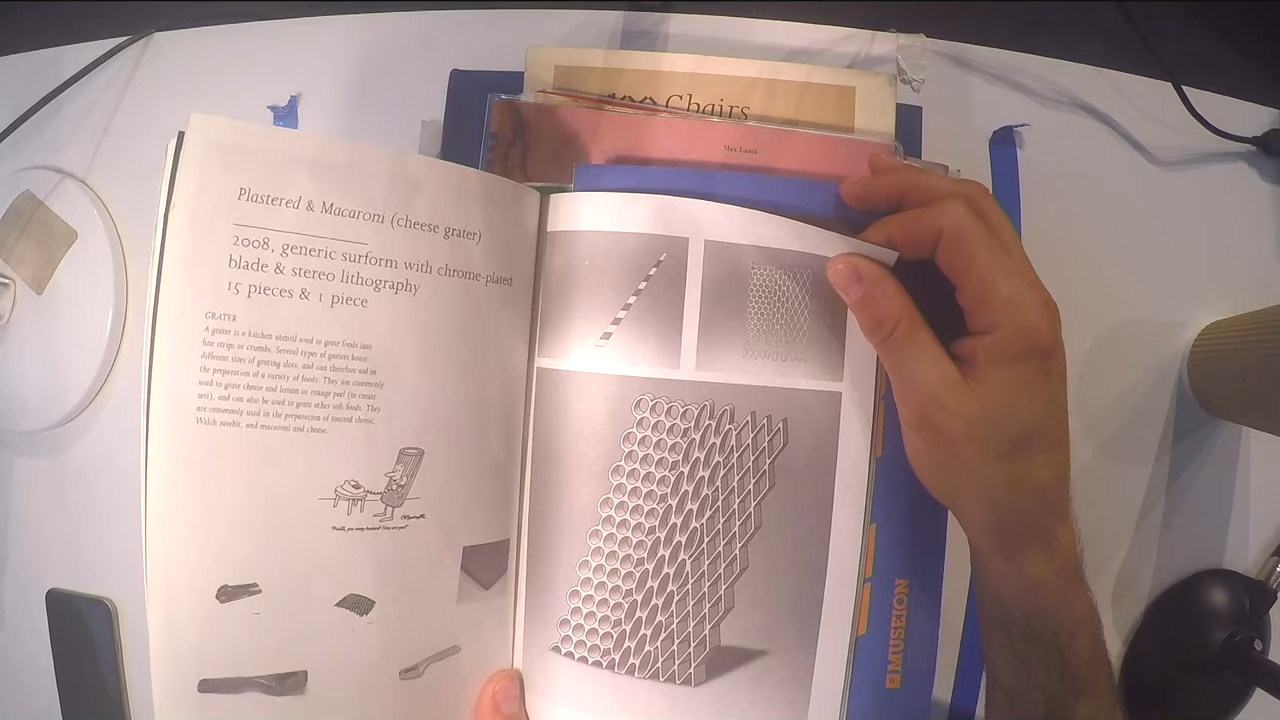 Chairs
Max Lamb
Plastered & Macaroni (cheese grater)
2008, generic surform with chrome-plated
blade & stereo lithography
15 pieces & 1 piece
GRATER
A grater is a kitchen utensil used to grate foods into
fine strips or crumbs. Several types of graters boast
different sizes of grating slots, and can therefore aid in
the preparation of a variety of foods. They are commonly
used to grate cheese and lemon or orange peel (to create
zest), and can also be used to grate other soft foods. They
are commonly used in the preparation of toasted cheese,
Welsh rarebit, and macaroni and cheese.
MUSEION